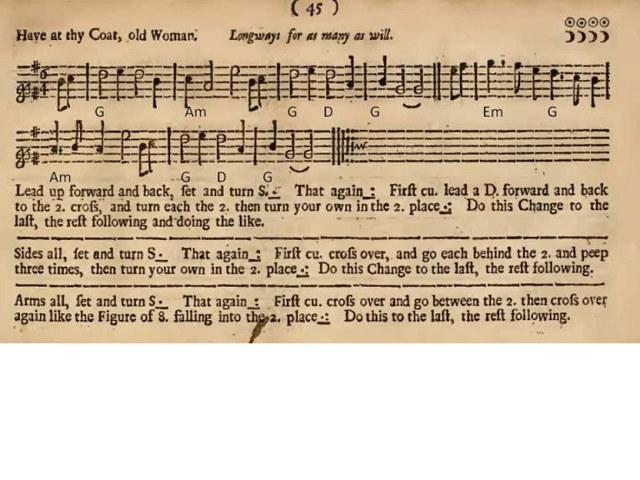 ( 45 )
Have at thy Coat, old Woman. Longways for as many as will.
G Am G D G Em G
Am G D G
Lead up forward and back, ſet and turn S. That again : Firſt cu. lead a D. forward and back
to the 2. croſs, and turn each the 2. then turn your own in the 2. place : Do this Change to the
laſt, the reſt following and doing the like.
Sides all, ſet and turn S. That again : Firſt cu. croſs over, and go each behind the 2. and peep
three times, then turn your own in the 2. place : Do this Change to the laſt, the reſt following.
Arms all, ſet and turn S. That again : Firſt cu. croſs over and go between the 2. then croſs over
again like the Figure of 8. falling into the 2. place : Do this to the laſt, the reſt following.